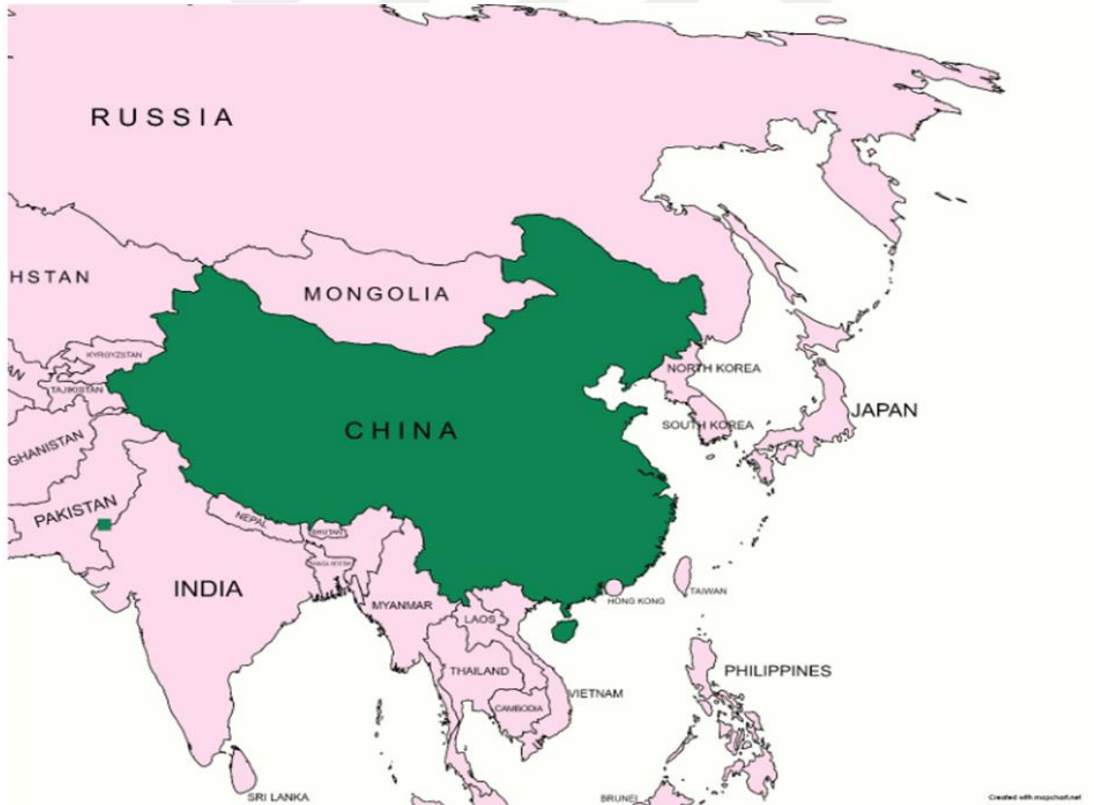 RUSSIA
HSTAN
MONGOLIA
KYRGYZSTAN
AN
TAJIKISTAN
NORTH KOREA
JAPAN
SOUTH KOREA
CHINA
GHANISTAN
PAKISTAN
NEPAL
BHUTAN
INDIA
TAIWAN
HONG KONG
MYANMAR
LAOS
THAILAND
PHILIPPINES
VIETNAM
CAMBODIA
SRI LANKA
BRUNEI
Created with mapchart.net